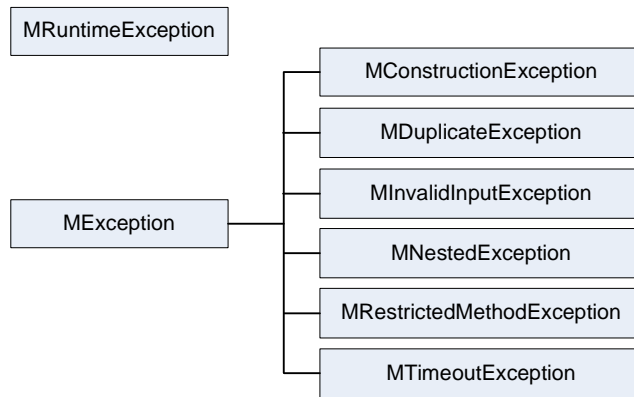 MRuntimeException
MConstructionException
MDuplicateException
MInvalidInputException
MException
MNestedException
MRestrictedMethodException
MTimeoutException